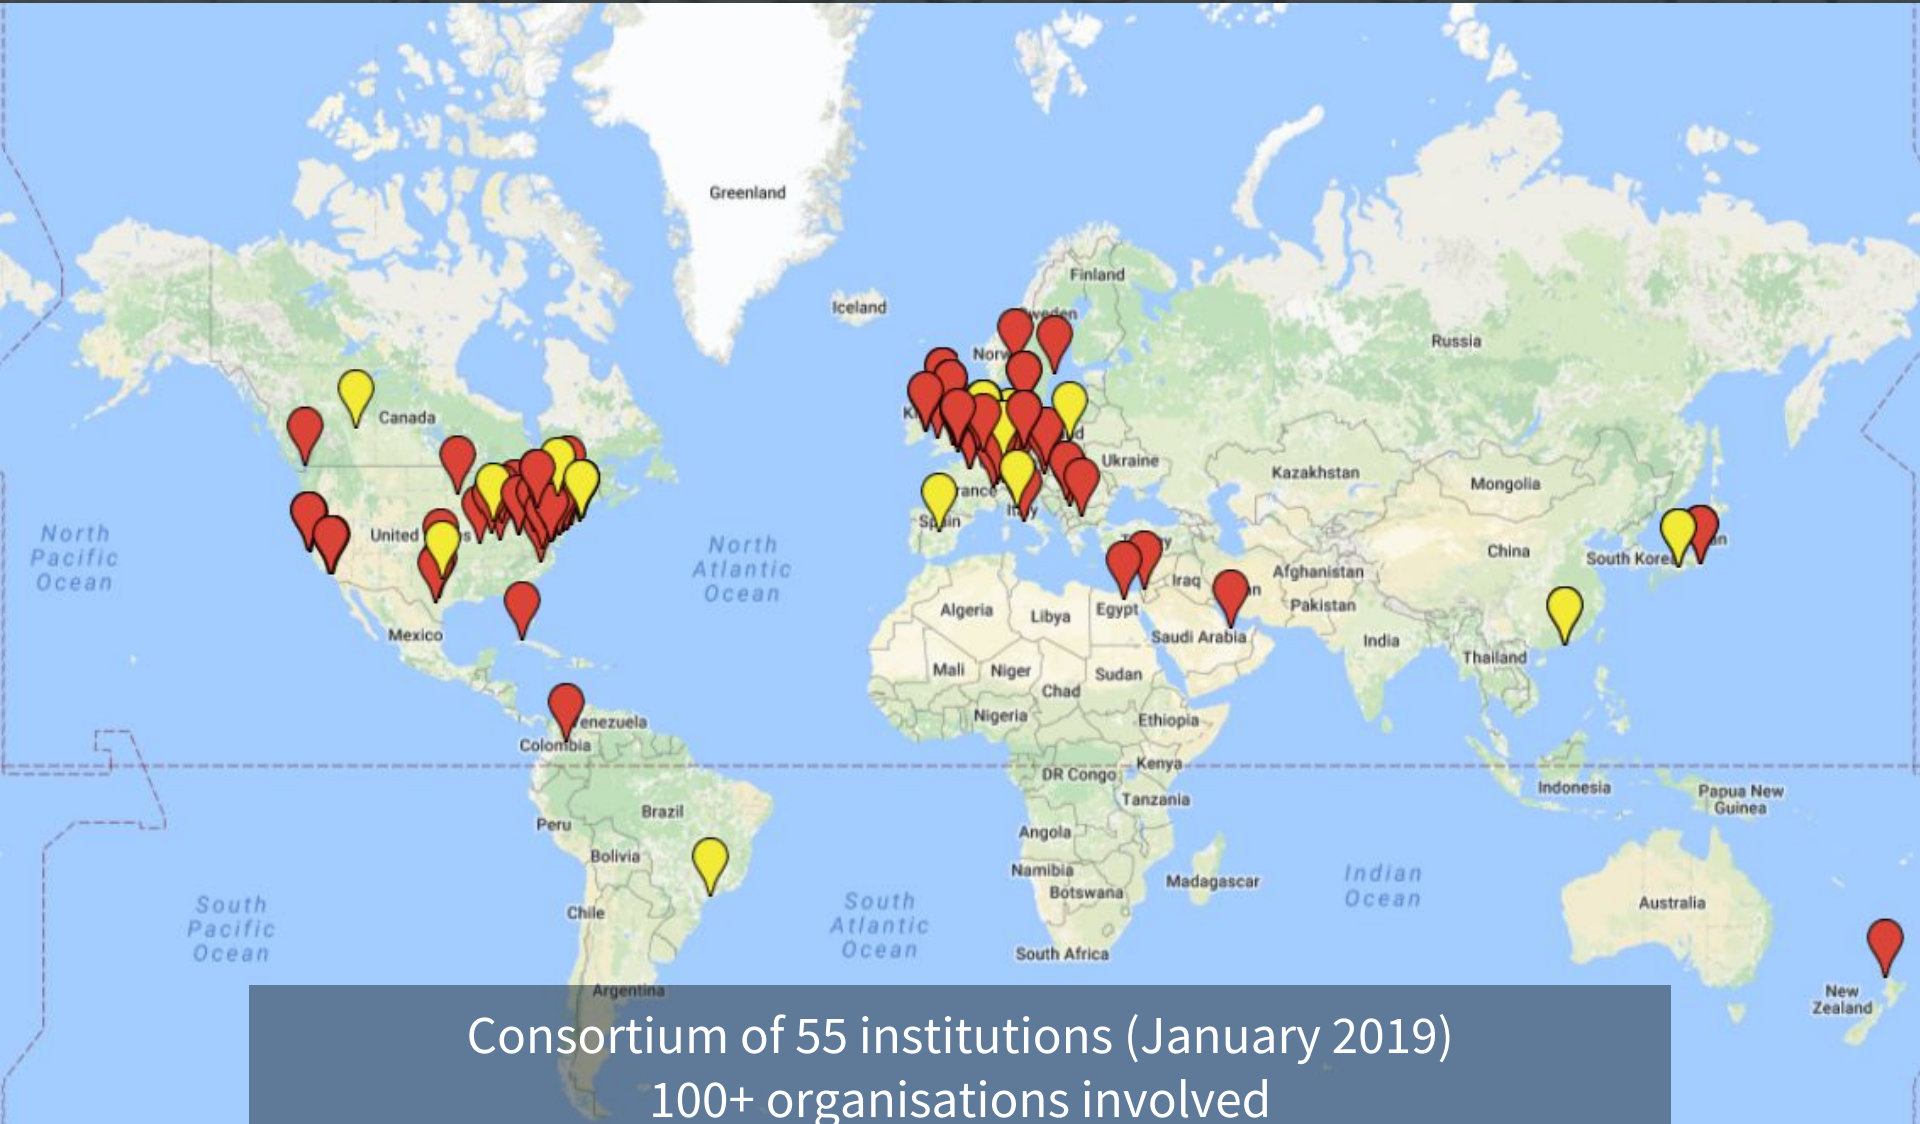 Greenland
Finland
Iceland
Russia
Canada
Ukraine
Kazakhstan
Mongolia
North
Pacific
Ocean
United
North
Atlantic
Ocean
China
South Kore
Iraq
Afghanistan
Algeria
Libya
Egypt
Pakistan
Mexico
Saudi Arabia
India
Thailand
Mali
Niger
Sudan
Chad
Nigeria
Ethiopia
enezuela
Colombia
DR Congo
Kenya
Indonesia
Papua New
Guinea
Tanzania
Brazil
Peru
Angola
Bolivia
Namibia
Botswana
Madagascar
Indian
Ocean
Chile
South
Pacific
Ocean
South
Atlantic
Ocean
Australia
South Africa
Argentina
New
Zealand
Consortium of 55 institutions (January 2019)
100+ organisations involved